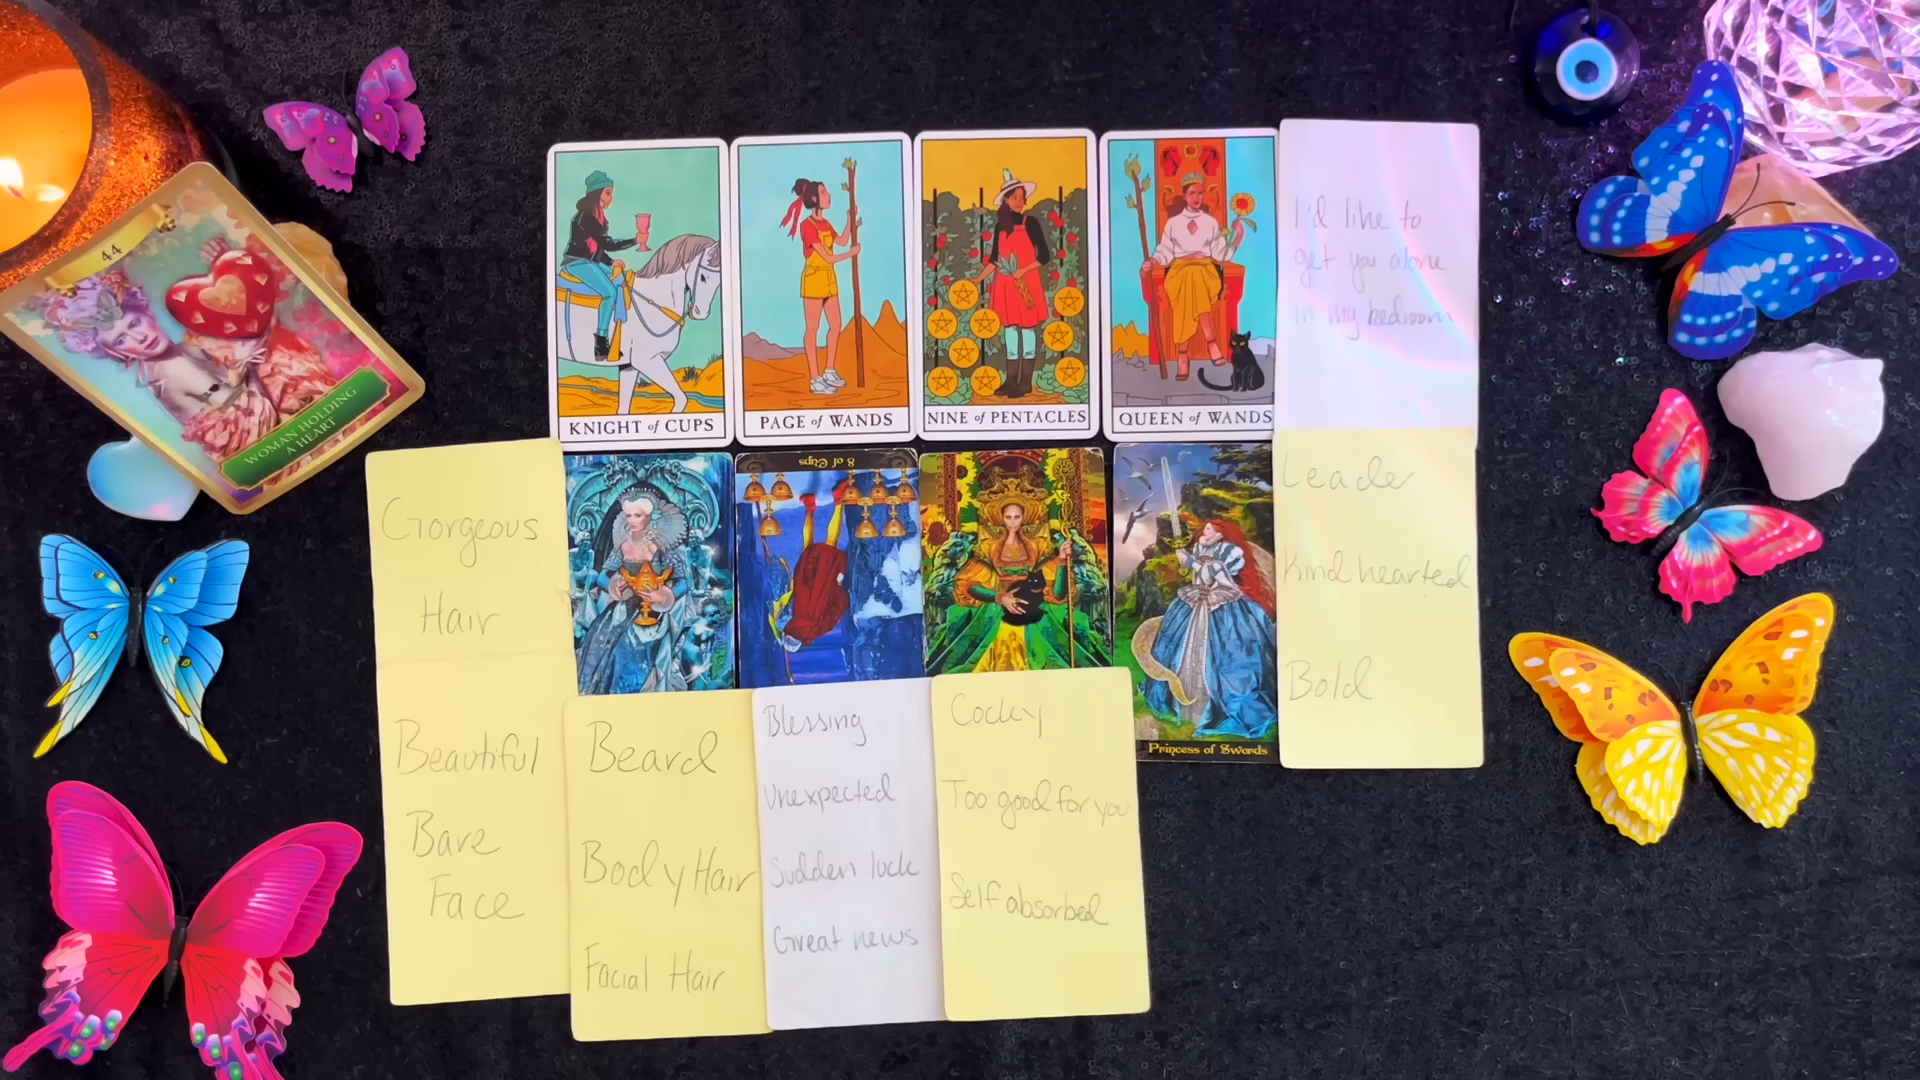 44
WOMAN HOLDING
A HEART
KNIGHT of CUPS
PAGE of WANDS
NINE of PENTACLES
QUEEN of WANDS
I'd like to
get you alone
in my bedroom
Gorgeous
Hair
8 of Cups
Leader
Kind hearted
Bold
Princess of Swords
Beautiful
Bare
Face
Beard
Body Hair
Facial Hair
Blessing
Unexpected
Sudden luck
Great news
Cocky
Too good for you
Self absorbed